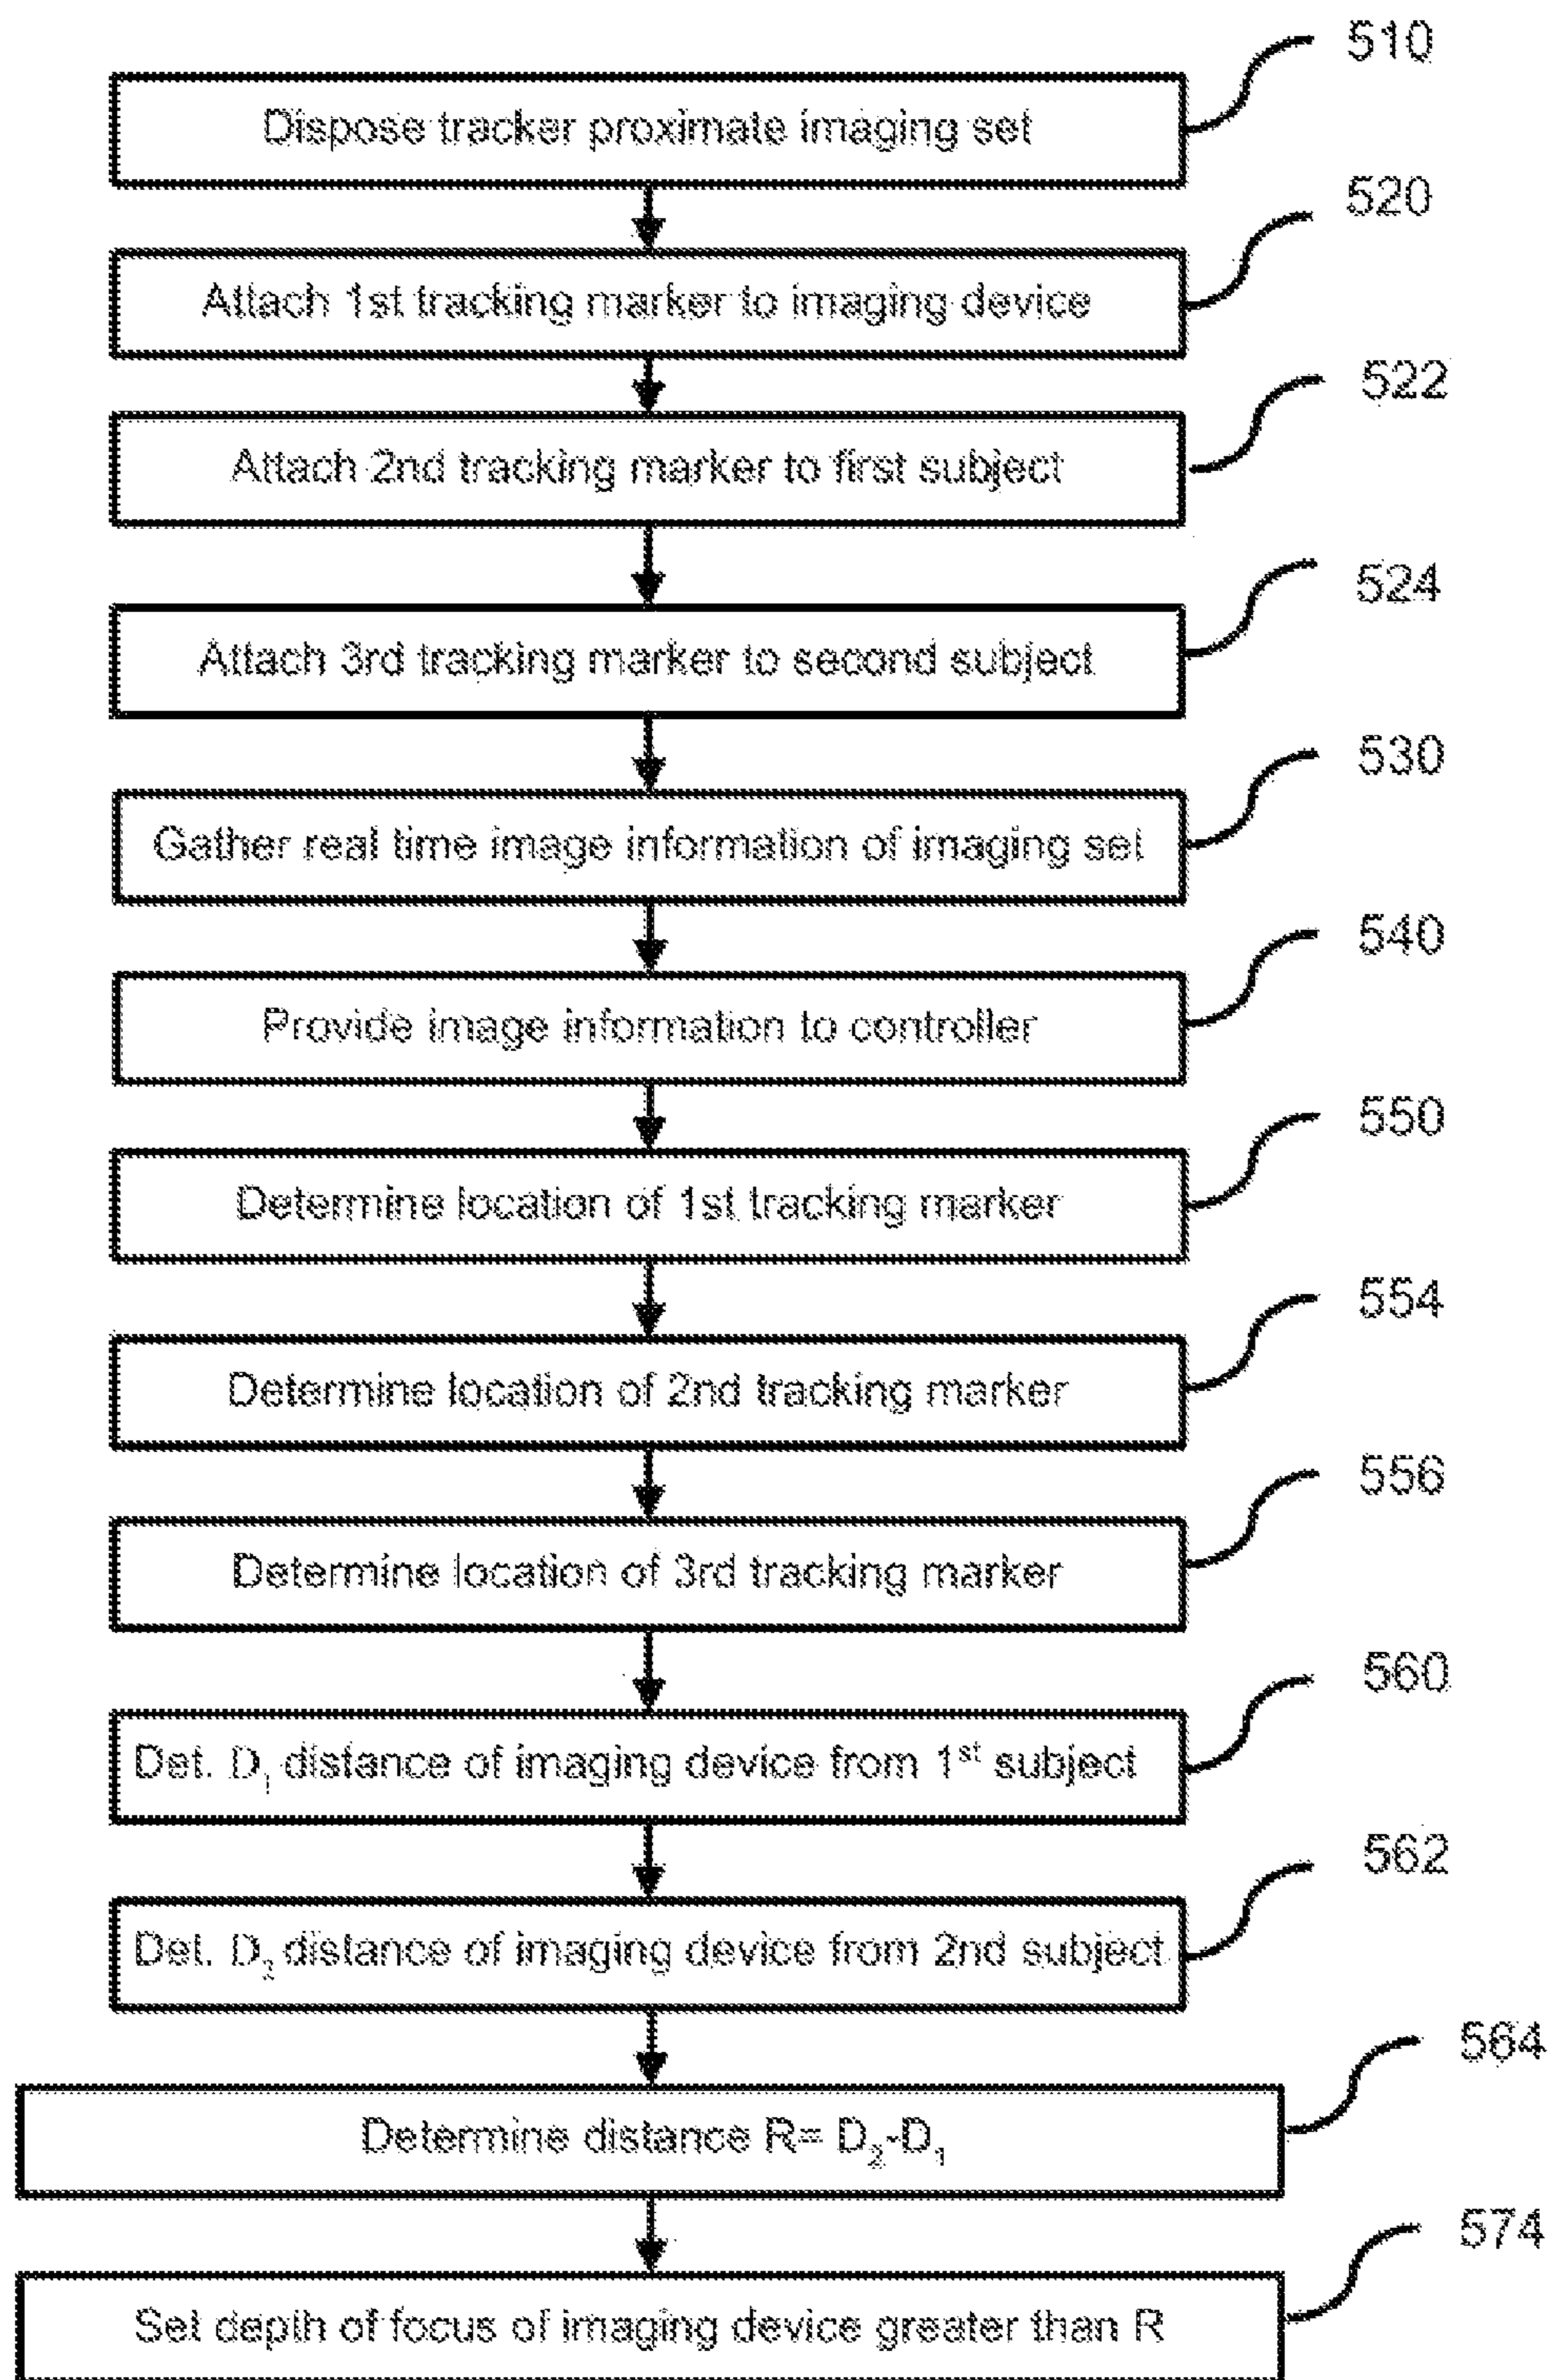 510
Dispose tracker proximate imaging set
520
Attach 1st tracking marker to imaging device
522
Attach 2nd tracking marker to first subject
524
Attach 3rd tracking marker to second subject
530
Gather real time image information of imaging set
540
Provide image information to controller
550
Determine location of 1st tracking marker
554
Determine location of 2nd tracking marker
556
Determine location of 3rd tracking marker
560
Det. D₁ distance of imaging device from 1ˢᵗ subject
562
Det. D₂ distance of imaging device from 2nd subject
564
Determine distance R= D₂-D₁
574
Set depth of focus of imaging device greater than R